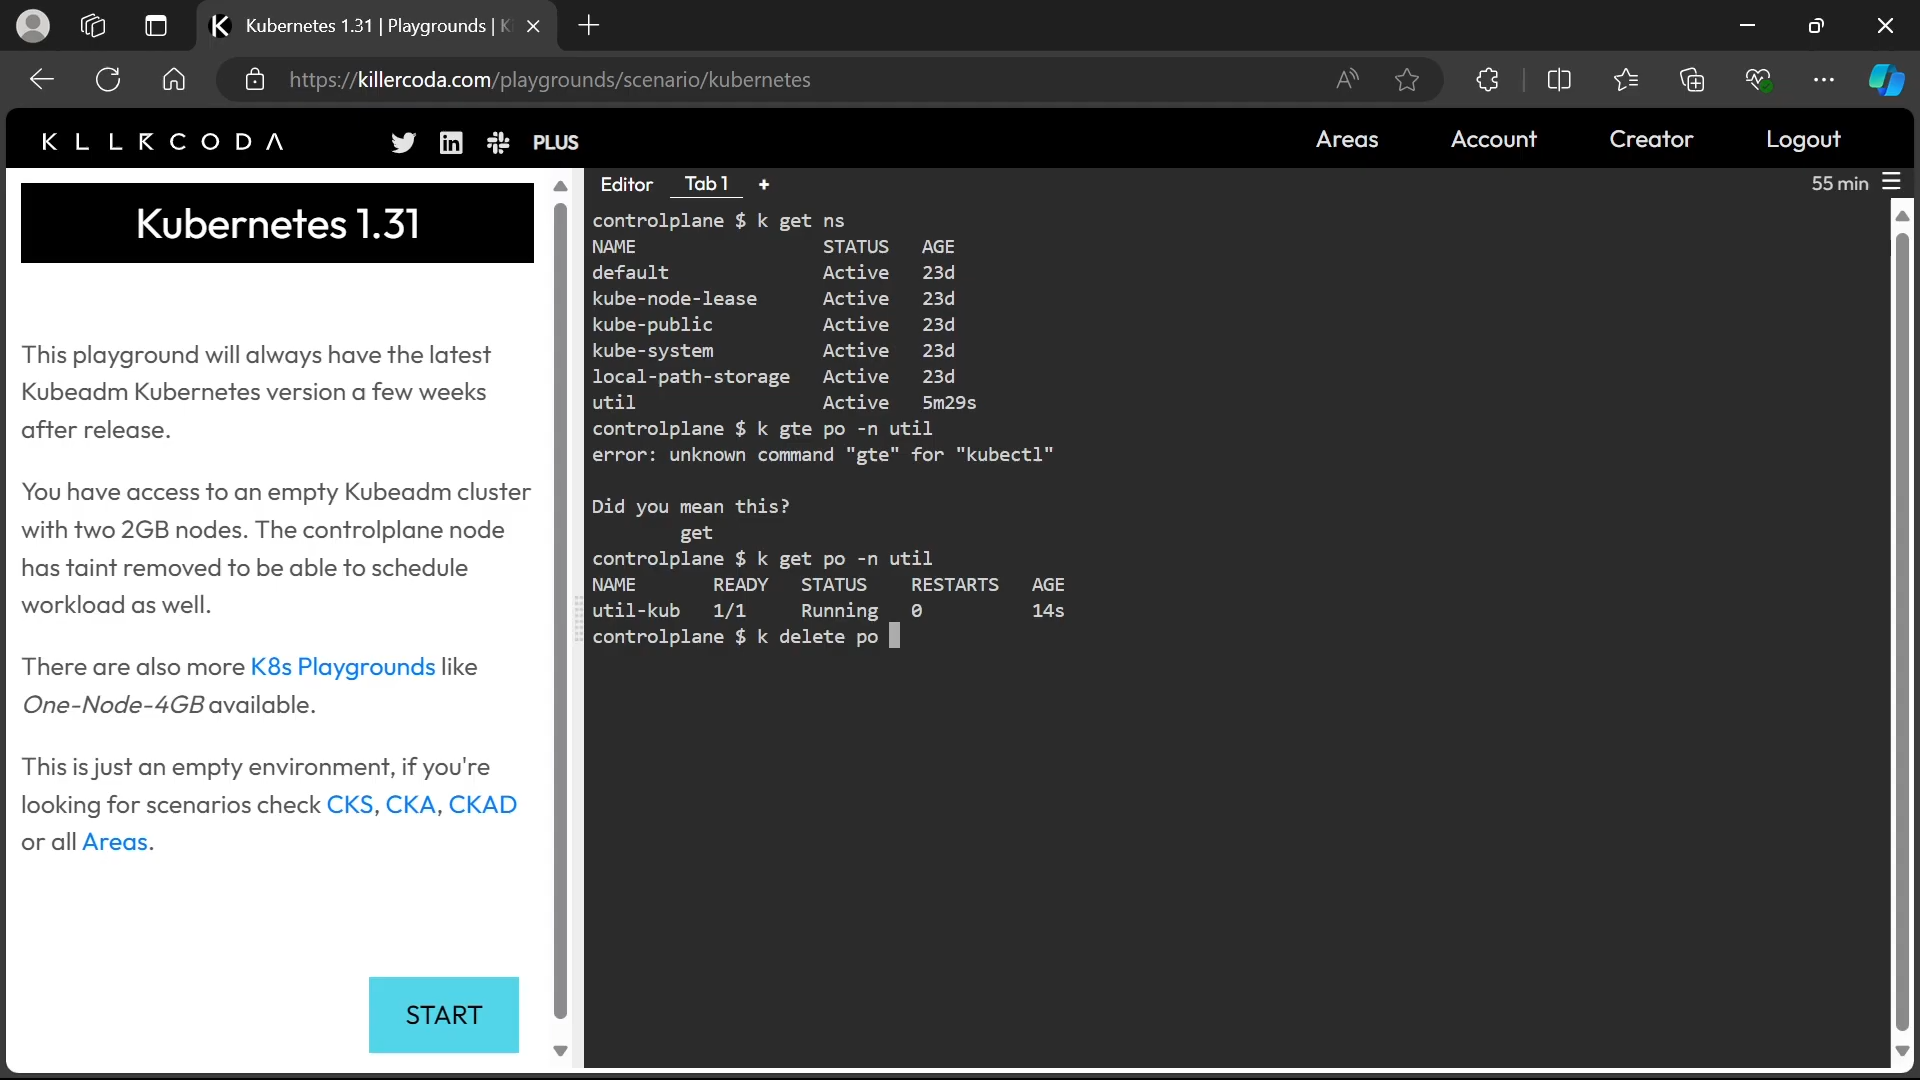 Kubernetes 1.31 | Playgrounds | K
https://killercoda.com/playgrounds/scenario/kubernetes
KLLRCODA
PLUS
Areas
Account
Creator
Logout
Kubernetes 1.31
This playground will always have the latest
Kubeadm Kubernetes version a few weeks
after release.
You have access to an empty Kubeadm cluster
with two 2GB nodes. The controlplane node
has taint removed to be able to schedule
workload as well.
There are also more K8s Playgrounds like
One-Node-4GB available.
This is just an empty environment, if you're
looking for scenarios check CKS, CKA, CKAD
or all Areas.
START
Editor
Tab 1
+
55 min
controlplane $ k get ns
NAME STATUS AGE
default Active 23d
kube-node-lease Active 23d
kube-public Active 23d
kube-system Active 23d
local-path-storage Active 23d
util Active 5m29s
controlplane $ k gte po -n util
error: unknown command "gte" for "kubectl"
Did you mean this?
get
controlplane $ k get po -n util
NAME READY STATUS RESTARTS AGE
util-kub 1/1 Running 0 14s
controlplane $ k delete po